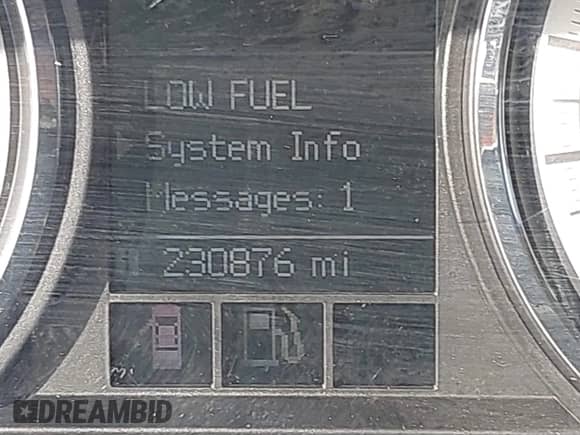 LOW FUEL
System Info
Messages: 1
230876 mi
DREAMBID